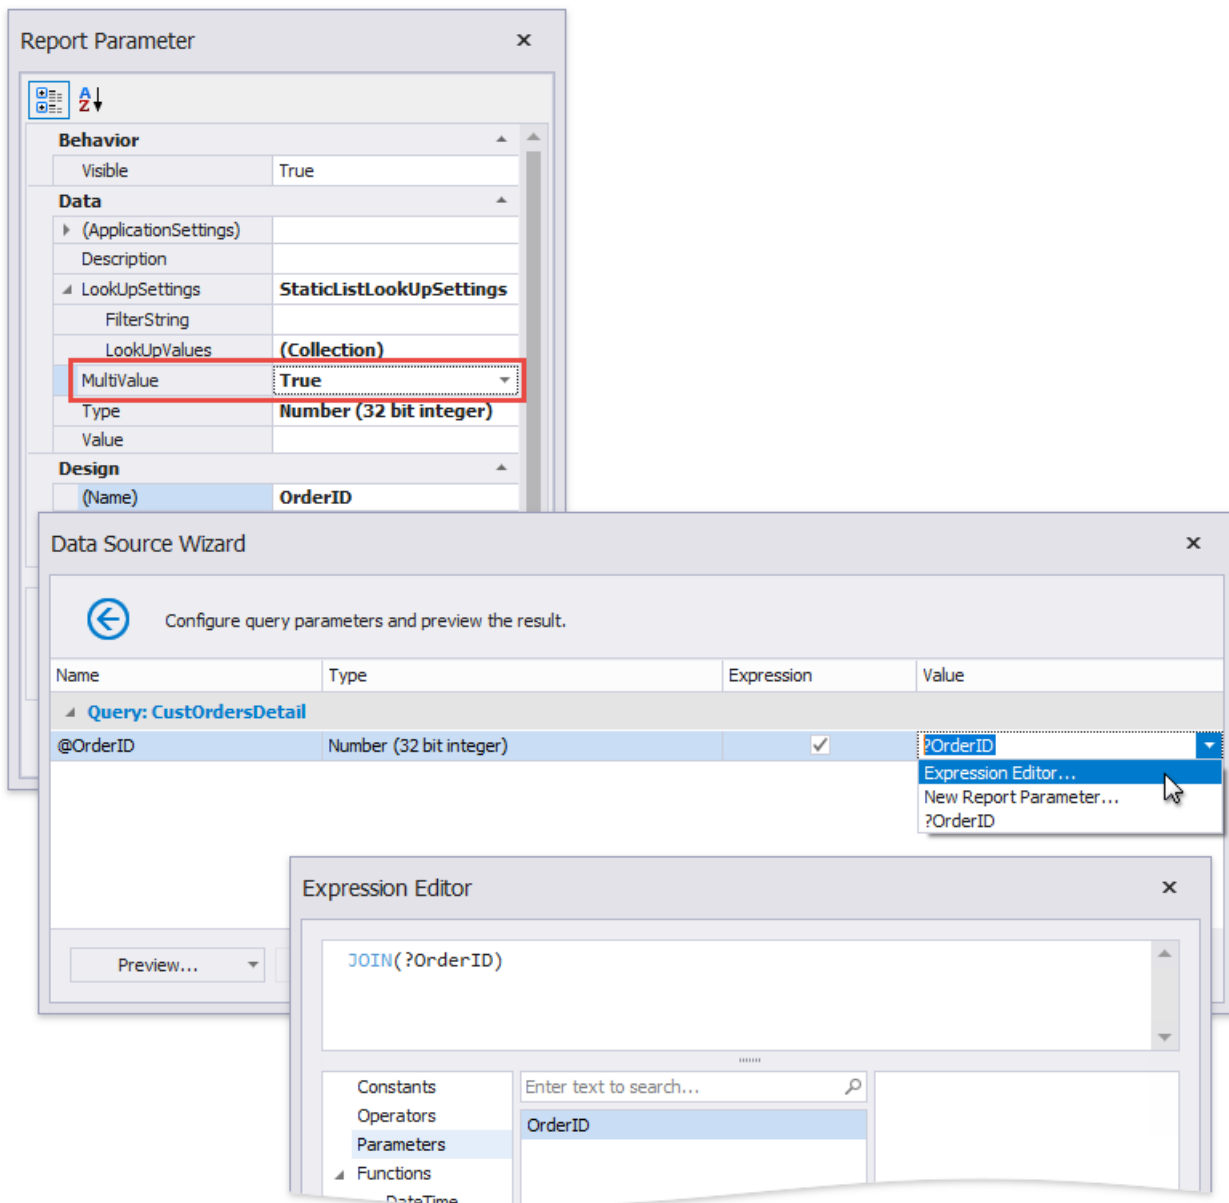 Report Parameter
Behavior
Visible True
Data
(ApplicationSettings)
Description
LookUpSettings StaticListLookUpSettings
FilterString
LookUpValues (Collection)
MultiValue True
Type Number (32 bit integer)
Value
Design
(Name) OrderID
Data Source Wizard
Configure query parameters and preview the result.
Name Type Expression Value
Query: CustOrdersDetail
@OrderID Number (32 bit integer) ?OrderID
Expression Editor...
New Report Parameter...
?OrderID
Expression Editor
JOIN(?OrderID)
Preview...
Constants Enter text to search...
Operators OrderID
Parameters
Functions
DateTime